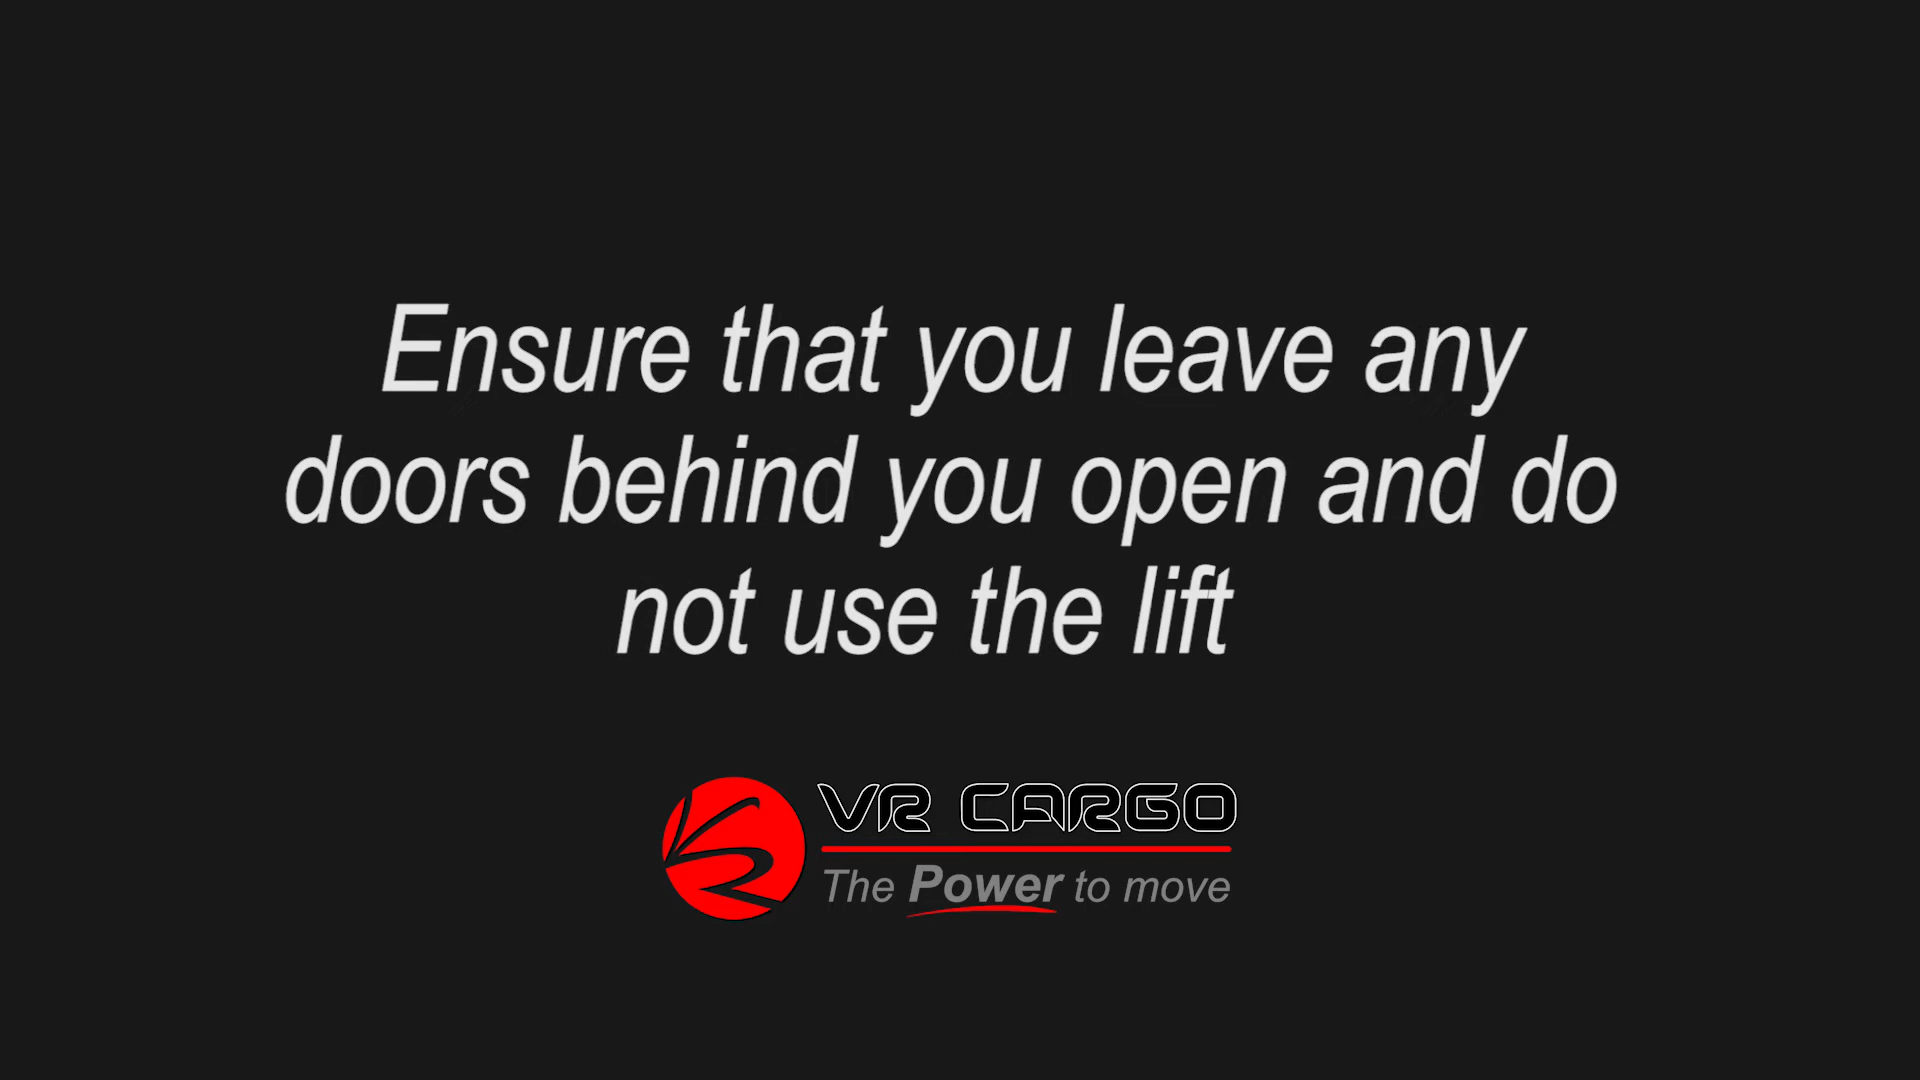 Ensure that you leave any
doors behind you open and do
not use the lift
VR CARGO
The Power to move